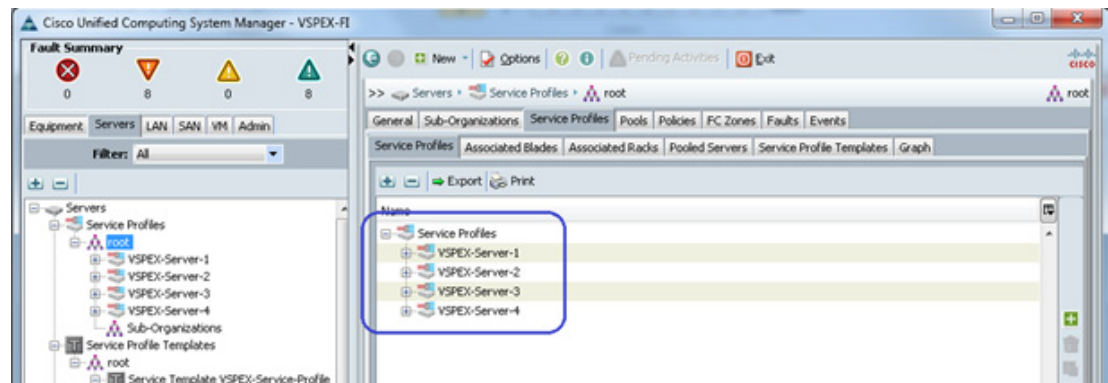 Cisco Unified Computing System Manager - VSPEX-FI
Fault Summary
0 8 0 8
Equipment Servers LAN SAN VM Admin
Filter: All
Servers
Service Profiles
root
VSPEX-Server-1
VSPEX-Server-2
VSPEX-Server-3
VSPEX-Server-4
Sub-Organizations
Service Profile Templates
root
Service Template VSPEX-Service-Profile
New Options Pending Activities Exit
CISCO
>> Servers Service Profiles root root
General Sub-Organizations Service Profiles Pools Policies FC Zones Faults Events
Service Profiles Associated Blades Associated Racks Pooled Servers Service Profile Templates Graph
Export Print
Name
Service Profiles
VSPEX-Server-1
VSPEX-Server-2
VSPEX-Server-3
VSPEX-Server-4